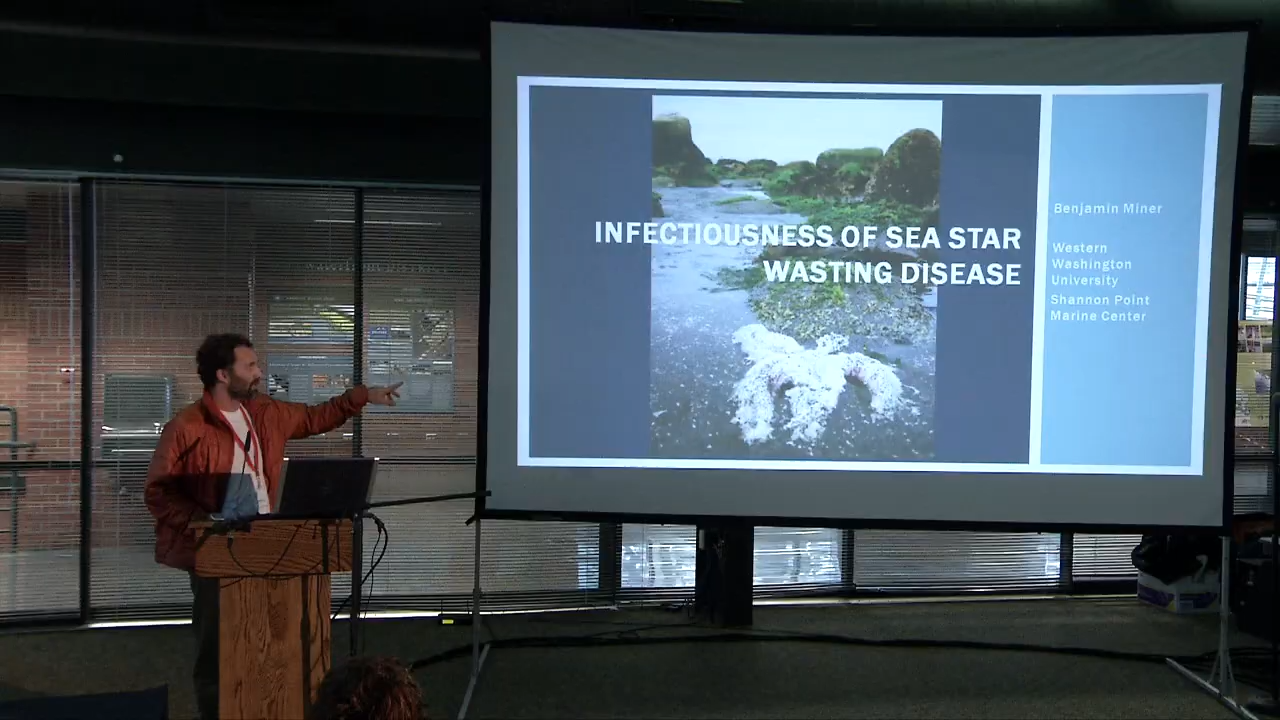 INFECTIOUSNESS OF SEA STAR
WASTING DISEASE
Benjamin Miner
Western
Washington
University
Shannon Point
Marine Center